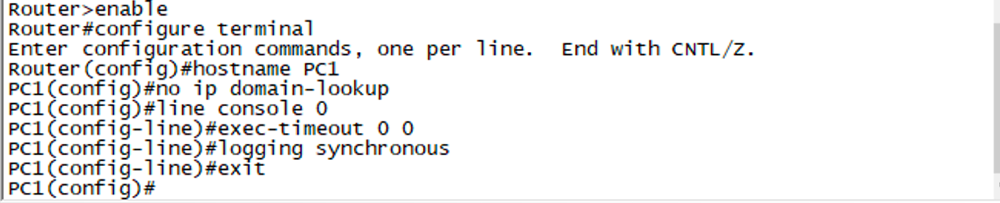 Router>enable
Router#configure terminal
Enter configuration commands, one per line.  End with CNTL/Z.
Router(config)#hostname PC1
PC1(config)#no ip domain-lookup
PC1(config)#line console 0
PC1(config-line)#exec-timeout 0 0
PC1(config-line)#logging synchronous
PC1(config-line)#exit
PC1(config)#